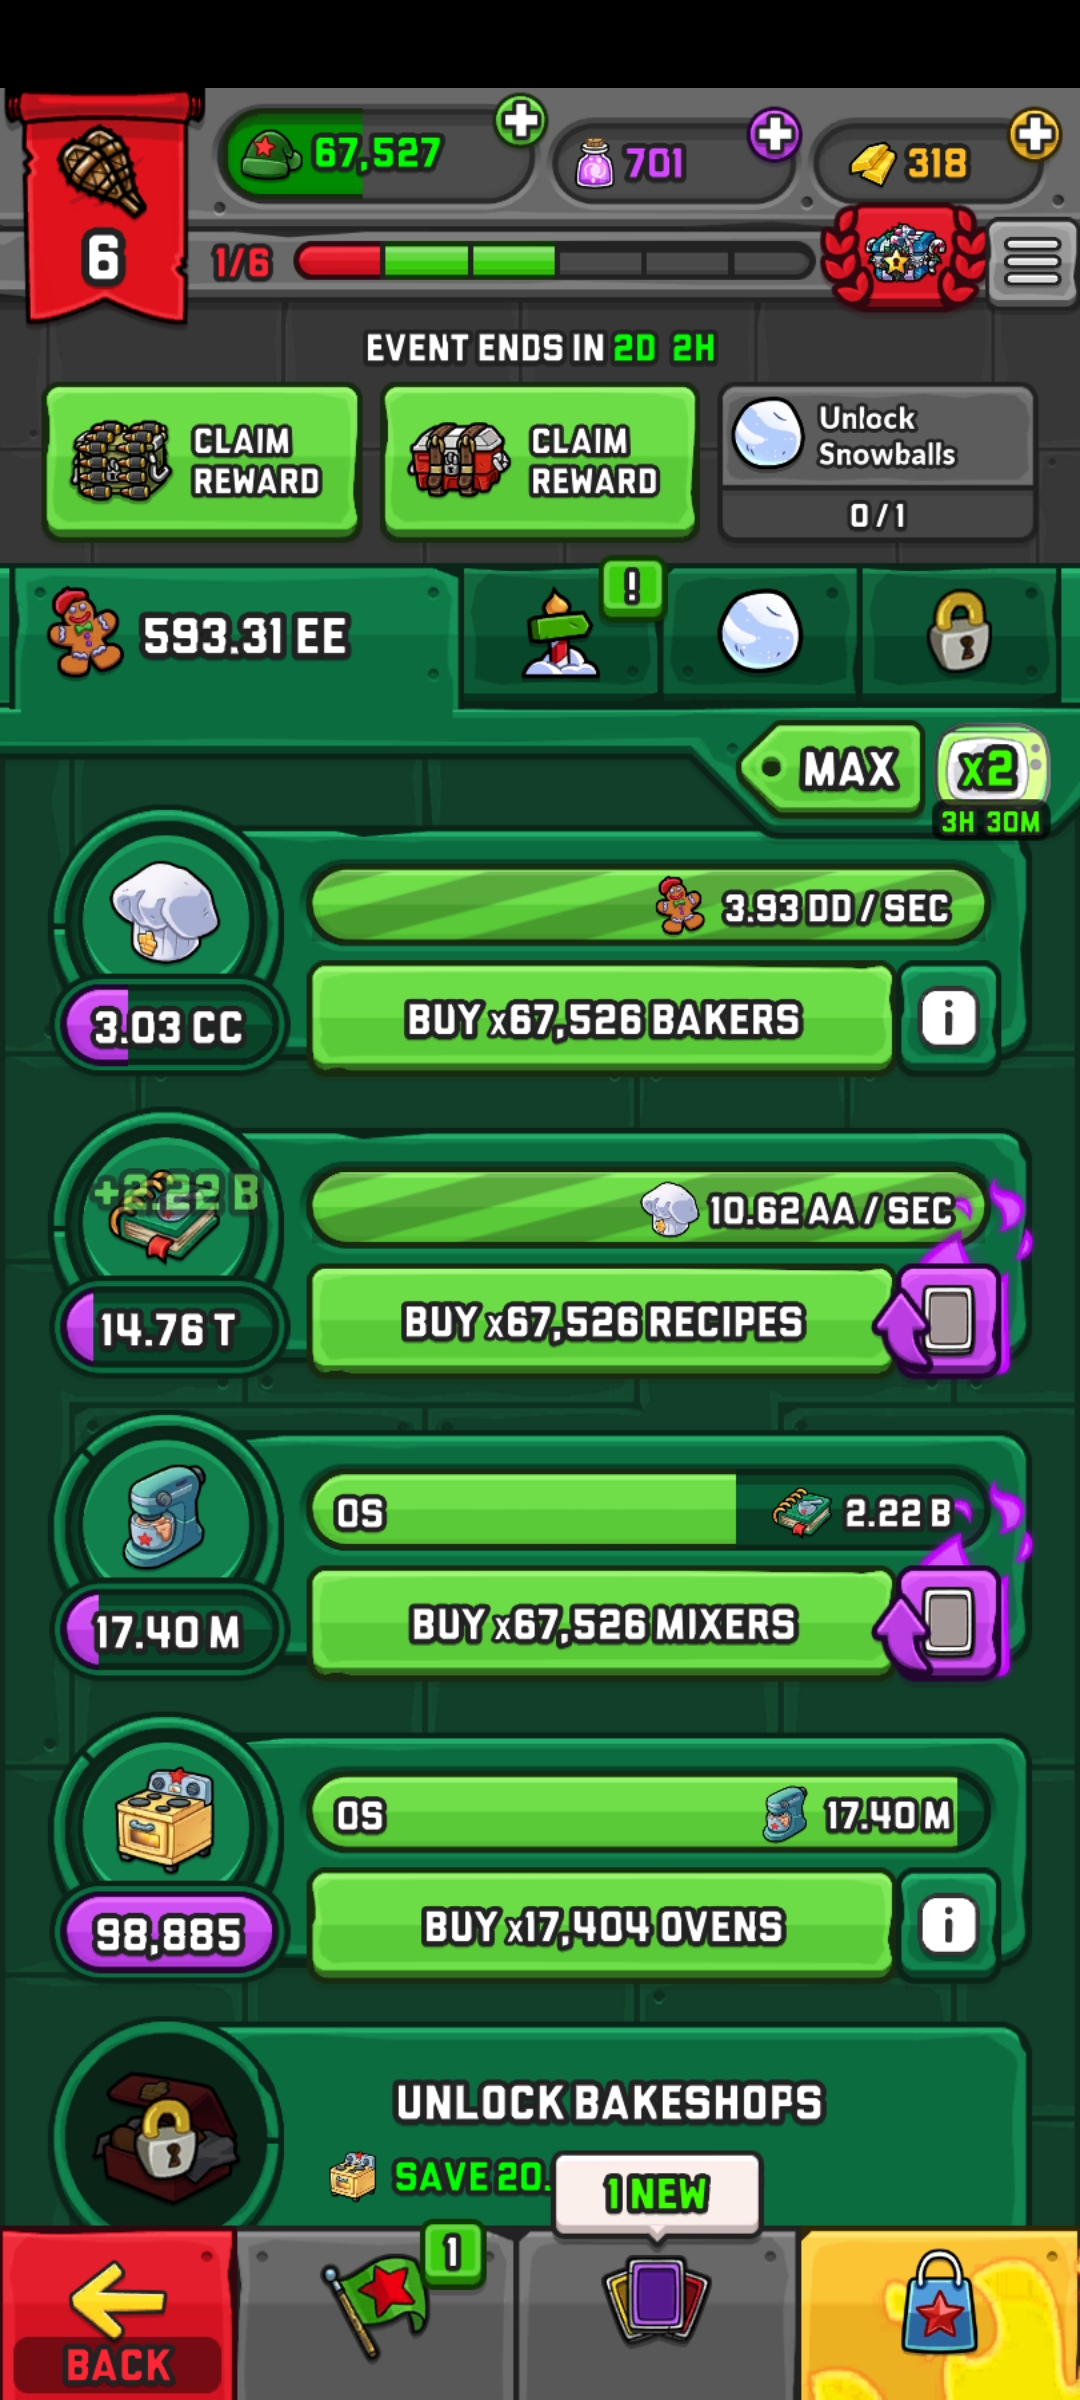 67,527
701
318
6
1/6
EVENT ENDS IN 2D 2H
CLAIM
REWARD
CLAIM
REWARD
Unlock
Snowballs
0 / 1
593.31 EE
!
MAX
x2
3H 30M
3.93 DD / SEC
3.03 CC
BUY x67,526 BAKERS
i
+2.22 B
10.62 AA / SEC
14.76 T
BUY x67,526 RECIPES
0S
2.22 B
17.40 M
BUY x67,526 MIXERS
0S
17.40 M
98,885
BUY x17,404 OVENS
i
UNLOCK BAKESHOPS
SAVE 20.
1 NEW
1
BACK